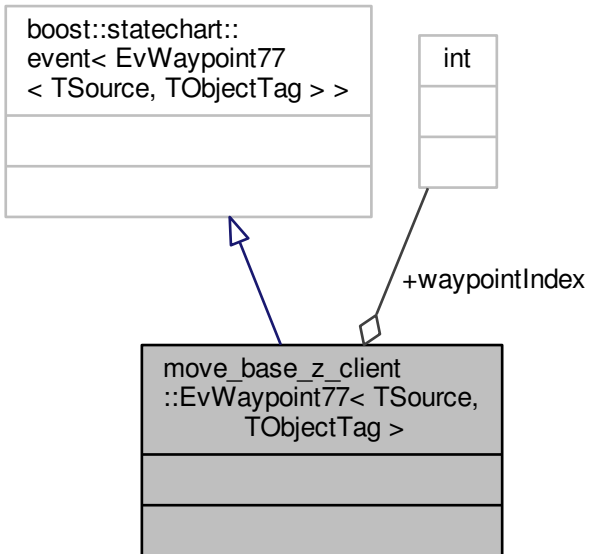 boost::statechart::
event< EvWaypoint77
< TSource, TObjectTag > >
int
+waypointIndex
move_base_z_client
::EvWaypoint77< TSource,
TObjectTag >